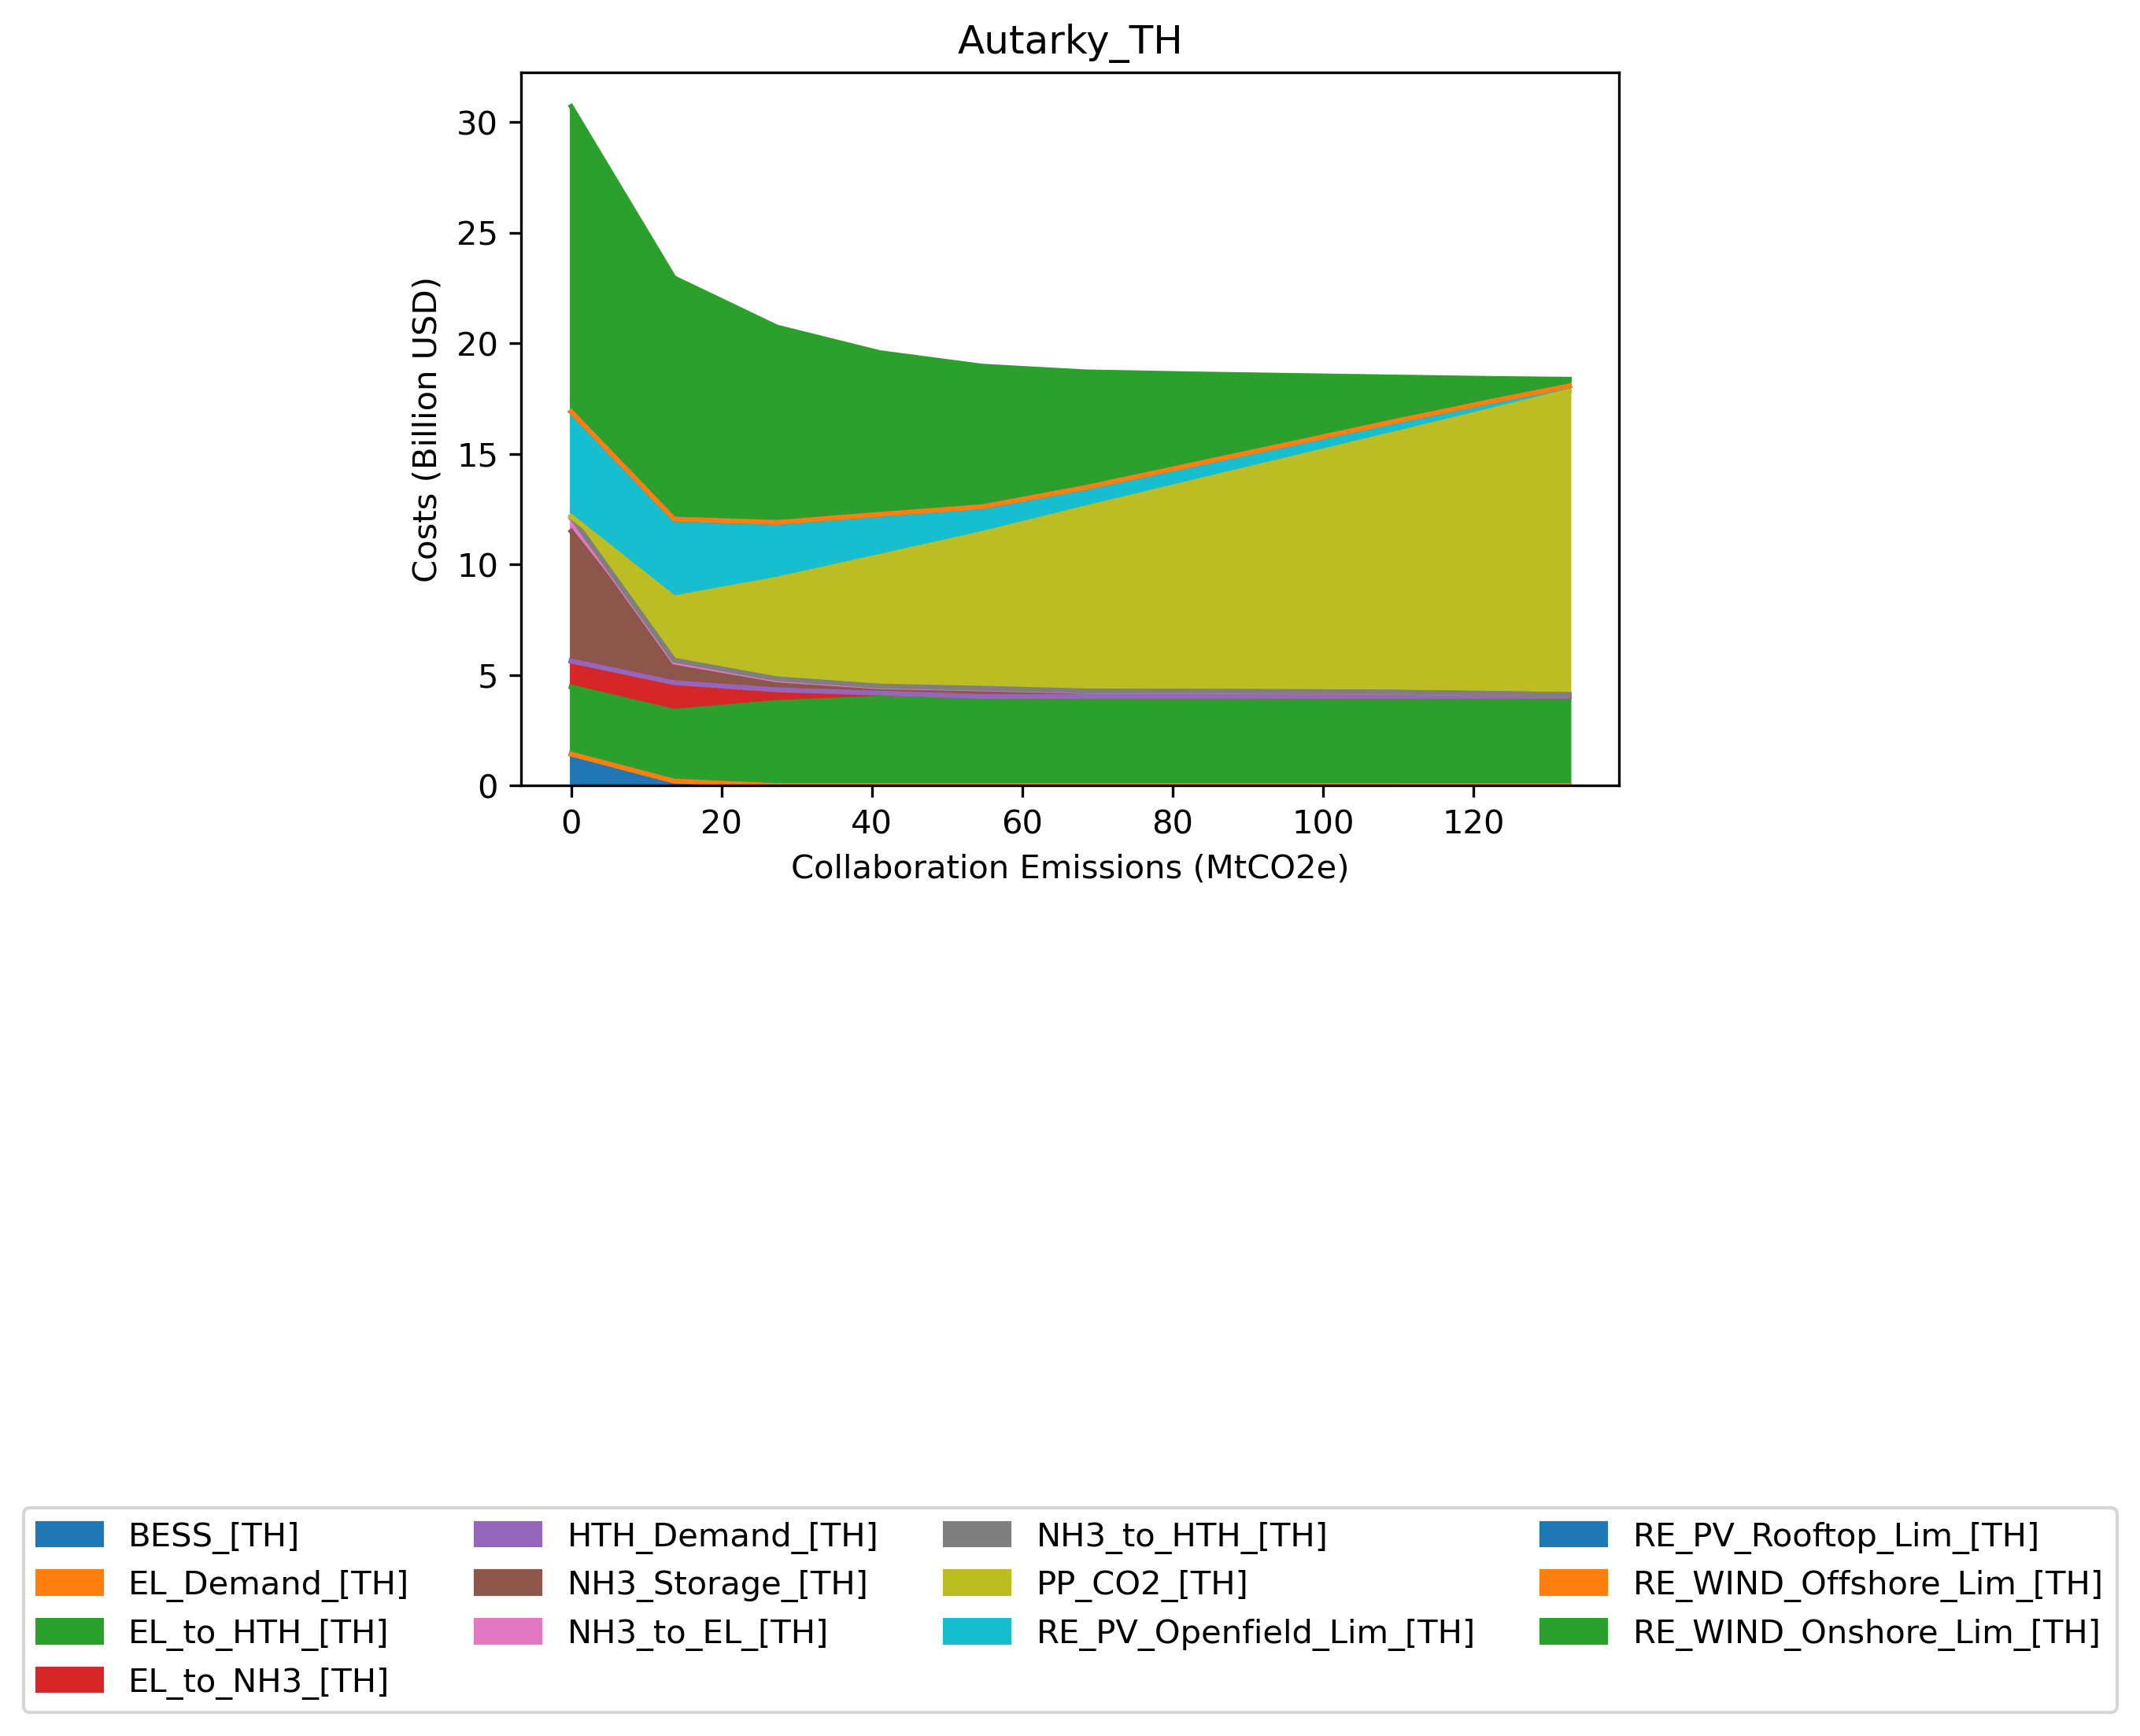 Autarky_TH
Costs (Billion USD)
30
25
20
15
10
5
0
0 20 40 60 80 100 120
Collaboration Emissions (MtCO2e)
BESS_[TH]
EL_Demand_[TH]
EL_to_HTH_[TH]
EL_to_NH3_[TH]
HTH_Demand_[TH]
NH3_Storage_[TH]
NH3_to_EL_[TH]
NH3_to_HTH_[TH]
PP_CO2_[TH]
RE_PV_Openfield_Lim_[TH]
RE_PV_Rooftop_Lim_[TH]
RE_WIND_Offshore_Lim_[TH]
RE_WIND_Onshore_Lim_[TH]